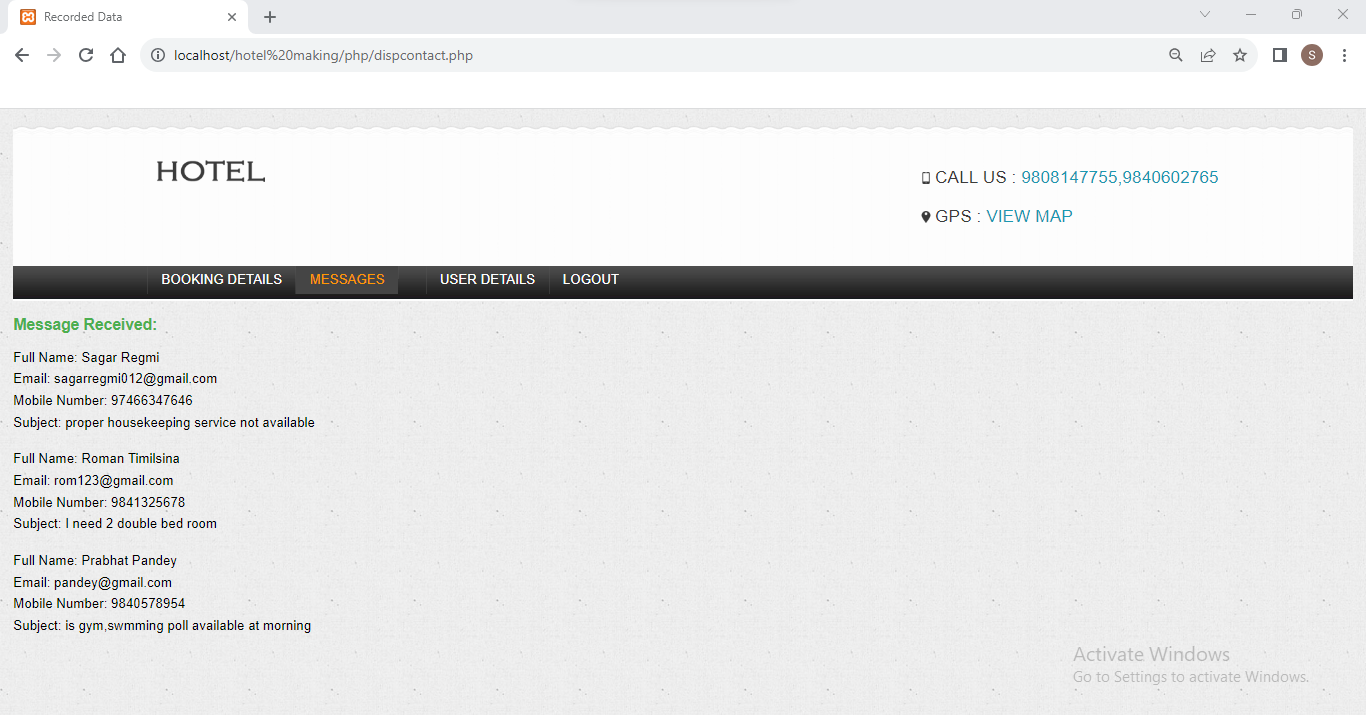 Recorded Data
localhost/hotel%20making/php/dispcontact.php
S
HOTEL
CALL US : 9808147755,9840602765
GPS : VIEW MAP
BOOKING DETAILS MESSAGES USER DETAILS LOGOUT
Message Received:
Full Name: Sagar Regmi
Email: sagarregmi012@gmail.com
Mobile Number: 97466347646
Subject: proper housekeeping service not available
Full Name: Roman Timilsina
Email: rom123@gmail.com
Mobile Number: 9841325678
Subject: I need 2 double bed room
Full Name: Prabhat Pandey
Email: pandey@gmail.com
Mobile Number: 9840578954
Subject: is gym,swmming poll available at morning
Activate Windows
Go to Settings to activate Windows.